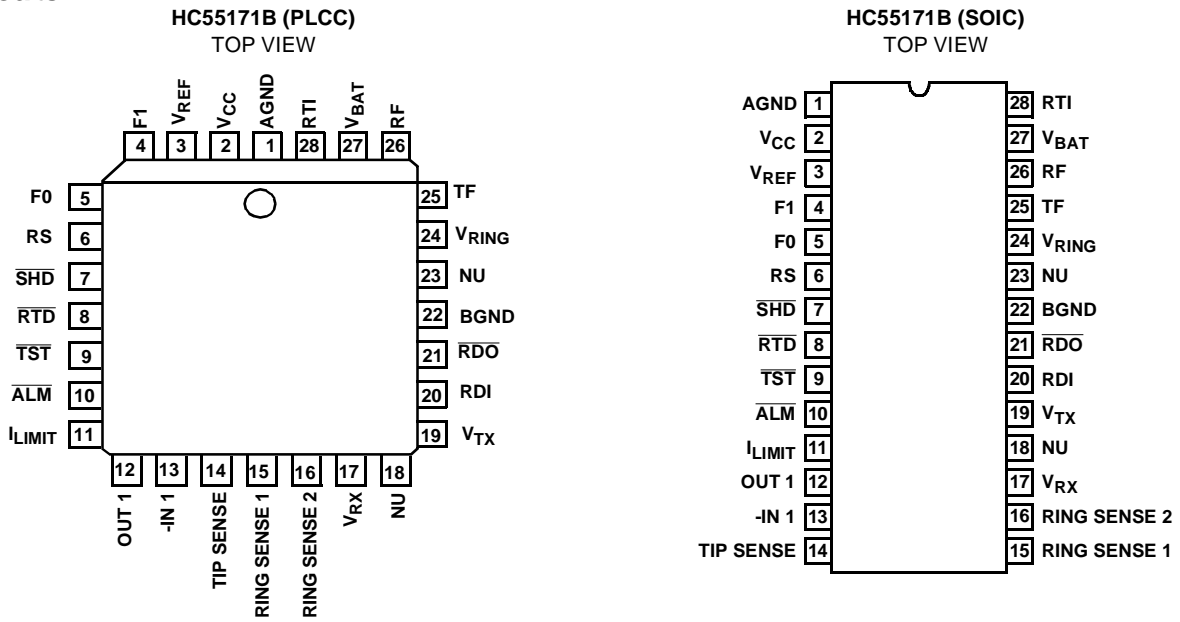 HC55171B (PLCC)
TOP VIEW
F1
VREF
VCC
AGND
RTI
VBAT
RF
4
3
2
1
28
27
26
F0 5
RS 6
SHD 7
RTD 8
TST 9
ALM 10
ILIMIT 11
25 TF
24 VRING
23 NU
22 BGND
21 RDO
20 RDI
19 VTX
12
13
14
15
16
17
18
OUT 1
-IN 1
TIP SENSE
RING SENSE 1
RING SENSE 2
VRX
NU
HC55171B (SOIC)
TOP VIEW
AGND 1
VCC 2
VREF 3
F1 4
F0 5
RS 6
SHD 7
RTD 8
TST 9
ALM 10
ILIMIT 11
OUT 1 12
-IN 1 13
TIP SENSE 14
28 RTI
27 VBAT
26 RF
25 TF
24 VRING
23 NU
22 BGND
21 RDO
20 RDI
19 VTX
18 NU
17 VRX
16 RING SENSE 2
15 RING SENSE 1